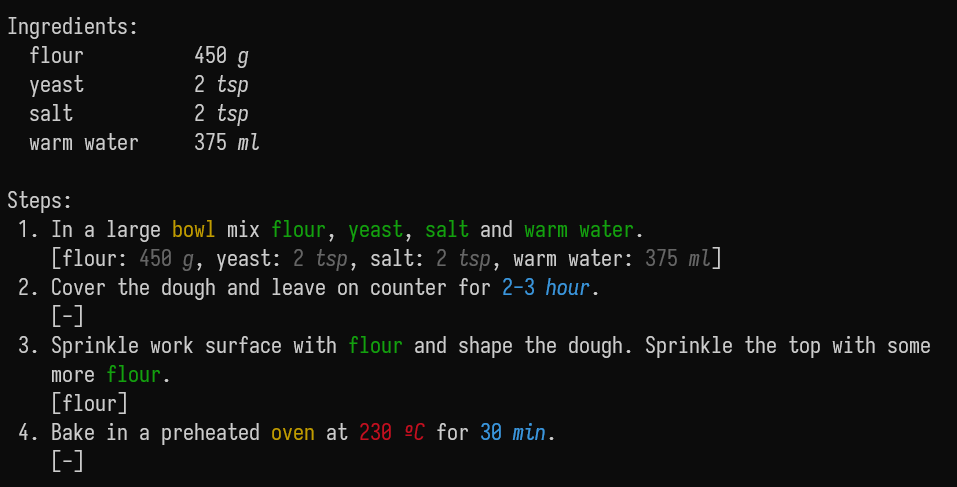 Ingredients:
flour 450 g
yeast 2 tsp
salt 2 tsp
warm water 375 ml
Steps:
1. In a large bowl mix flour, yeast, salt and warm water.
[flour: 450 g, yeast: 2 tsp, salt: 2 tsp, warm water: 375 ml]
2. Cover the dough and leave on counter for 2-3 hour.
[-]
3. Sprinkle work surface with flour and shape the dough. Sprinkle the top with some
more flour.
[flour]
4. Bake in a preheated oven at 230 ºC for 30 min.
[-]